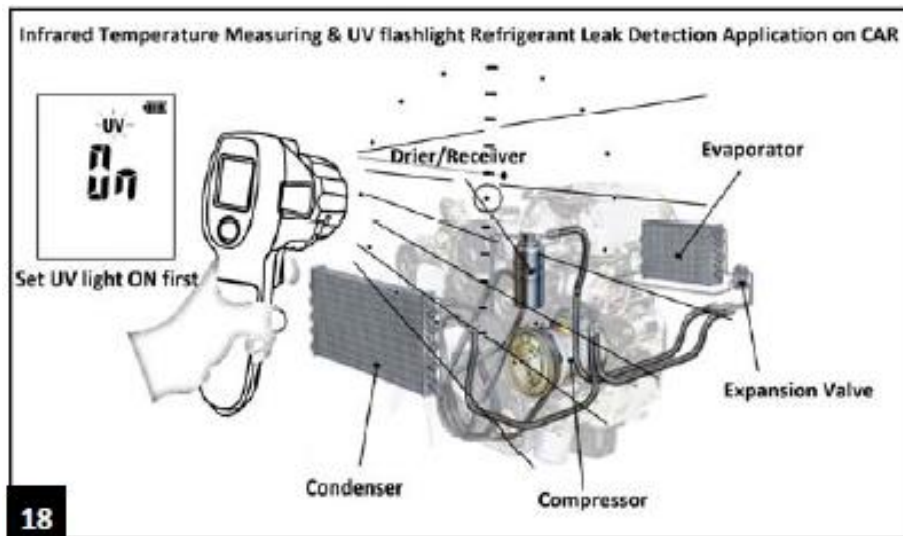 Infrared Temperature Measuring & UV flashlight Refrigerant Leak Detection Application on CAR
UV
On
Set UV light ON first
Drier/Receiver
Evaporator
Expansion Valve
Condenser
Compressor
18